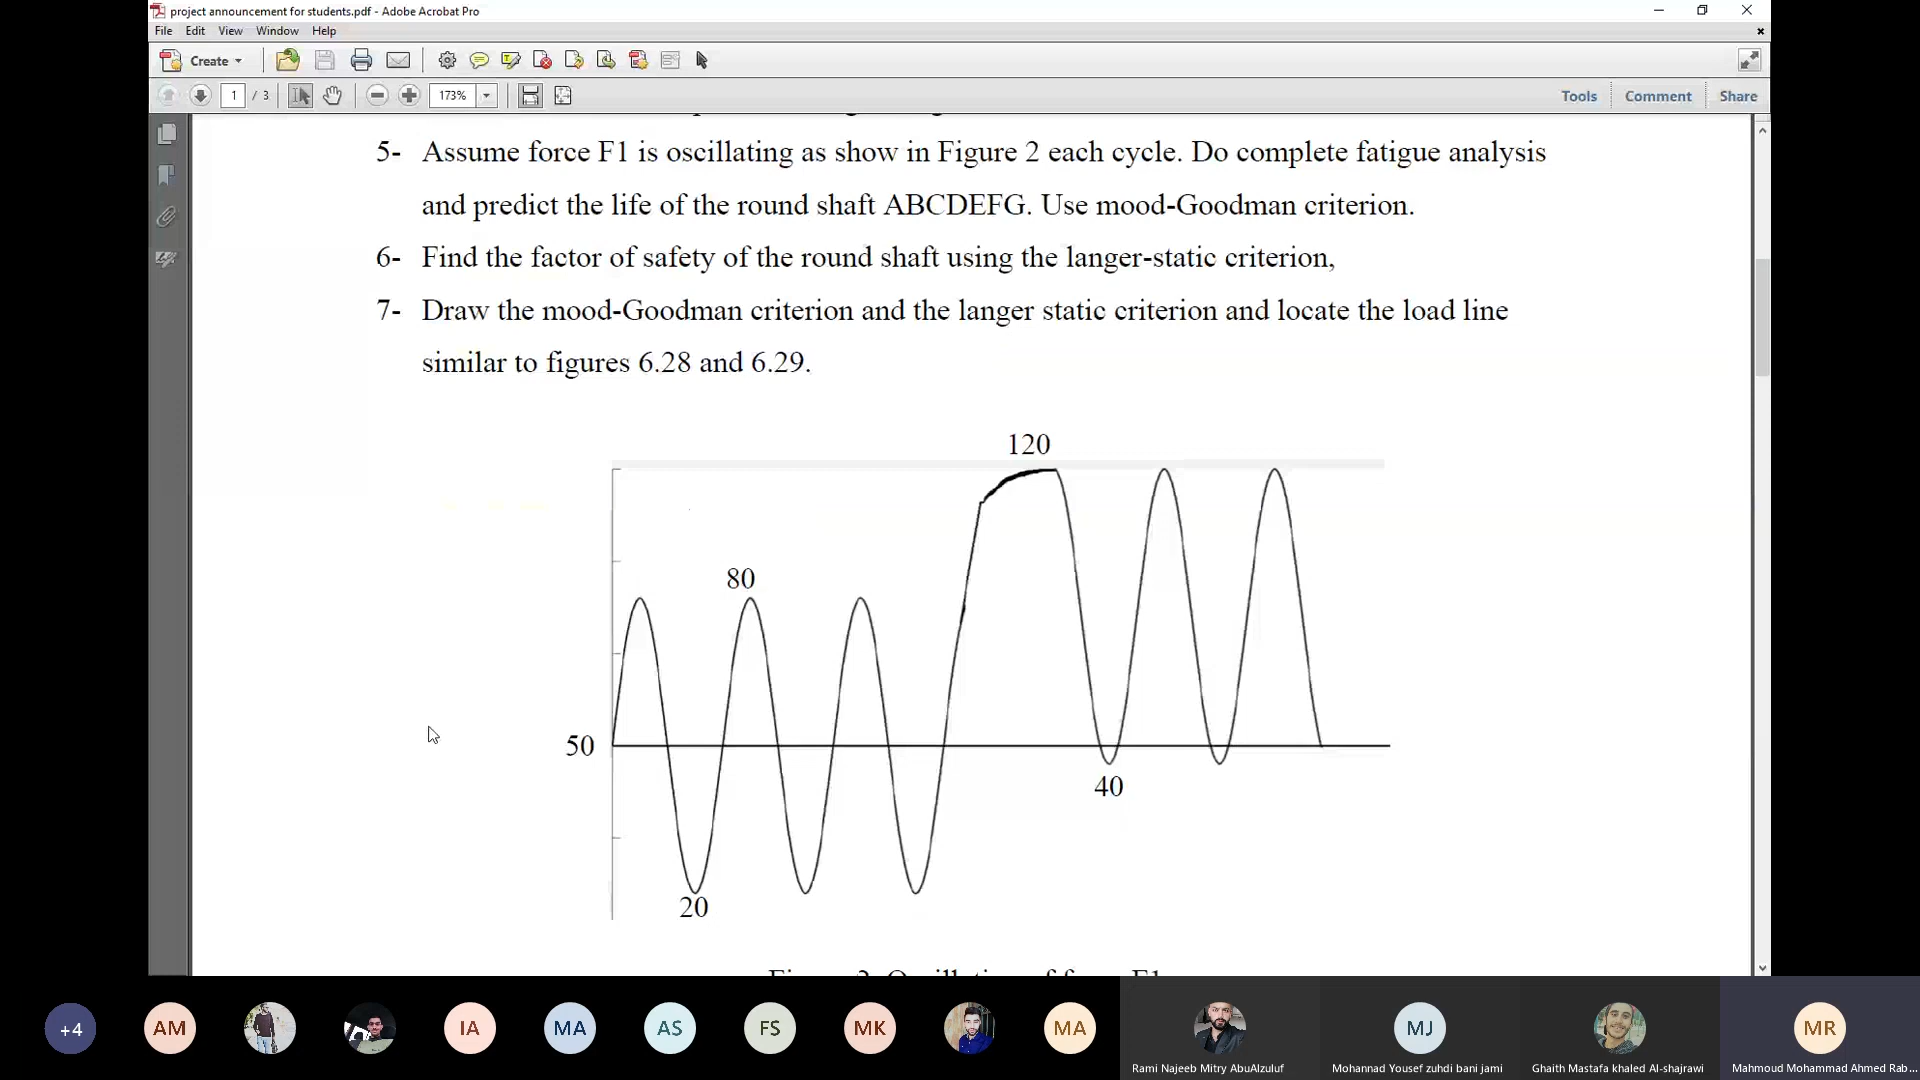 project announcement for students.pdf - Adobe Acrobat Pro
File Edit View Window Help
Create
1 / 3 173% Tools Comment Share
5- Assume force F1 is oscillating as show in Figure 2 each cycle. Do complete fatigue analysis
and predict the life of the round shaft ABCDEFG. Use mood-Goodman criterion.
6- Find the factor of safety of the round shaft using the langer-static criterion,
7- Draw the mood-Goodman criterion and the langer static criterion and locate the load line
similar to figures 6.28 and 6.29.
120
80
50
40
20
+4 AM IA MA AS FS MK MA MJ MR
Rami Najeeb Mitry AbuAlzuluf Mohannad Yousef zuhdi bani jami Ghaith Mastafa khaled Al-shajrawi Mahmoud Mohammad Ahmed Rab...